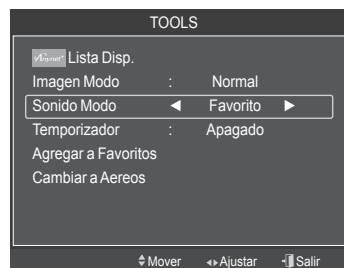 TOOLS
Anynet+ Lista Disp.
Imagen Modo : Normal
Sonido Modo ◄ Favorito ►
Temporizador : Apagado
Agregar a Favoritos
Cambiar a Aereos
Mover Ajustar Salir